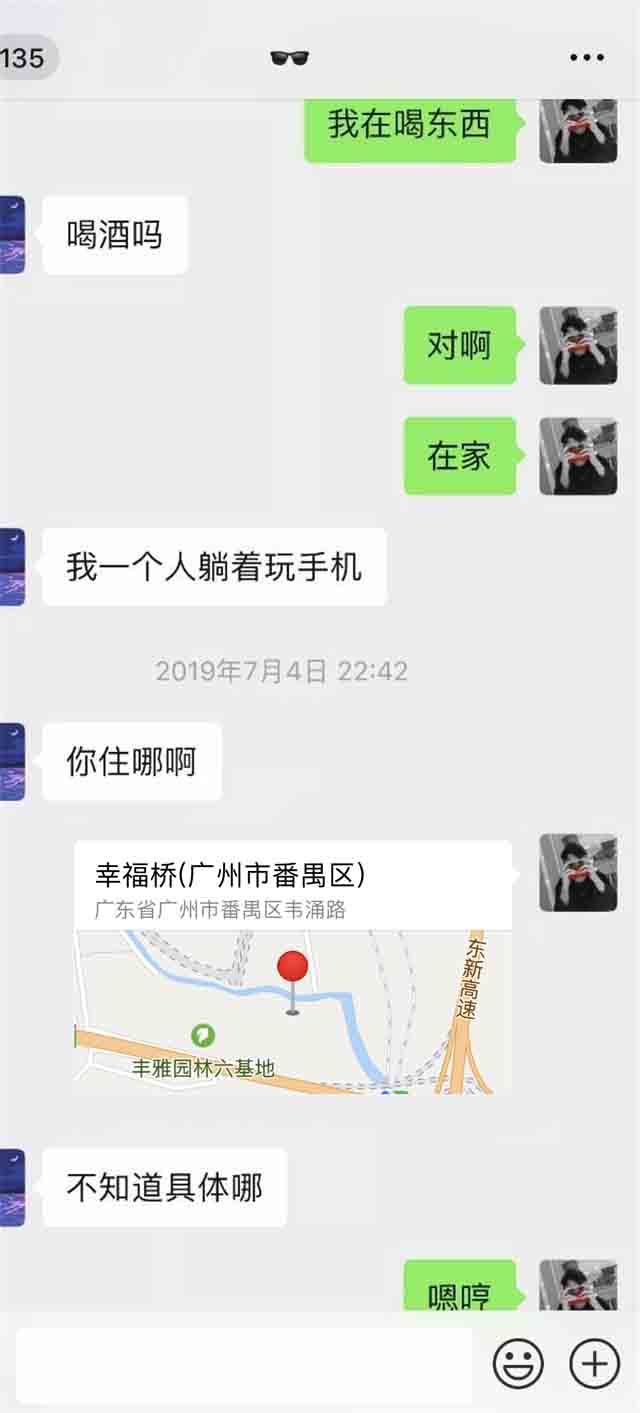 135
🕶️
我在喝东西
喝酒吗
对啊
在家
我一个人躺着玩手机
2019年7月4日 22:42
你住哪啊
幸福桥(广州市番禺区)
广东省广州市番禺区韦涌路
东新高速
丰雅园林六基地
不知道具体哪
嗯哼